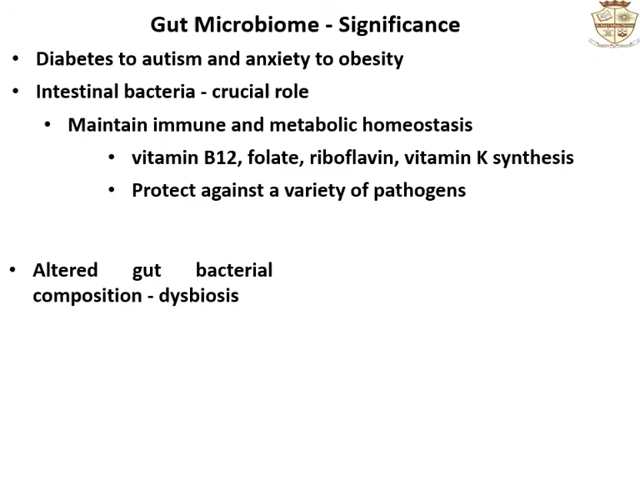 Gut Microbiome - Significance
• Diabetes to autism and anxiety to obesity
• Intestinal bacteria - crucial role
• Maintain immune and metabolic homeostasis
• vitamin B12, folate, riboflavin, vitamin K synthesis
• Protect against a variety of pathogens
• Altered gut bacterial
composition - dysbiosis